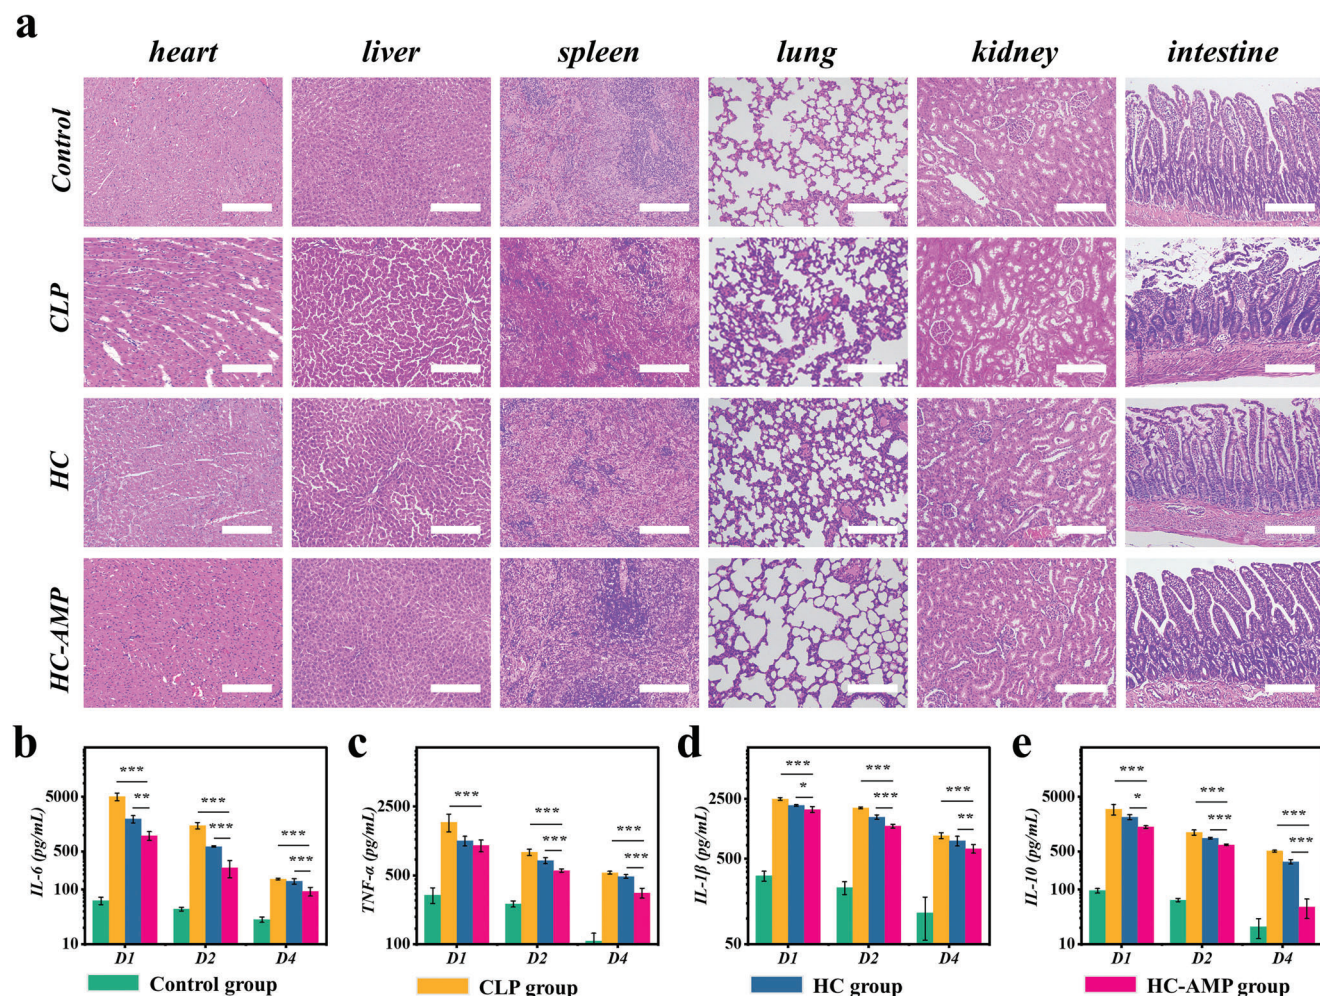 a
heart liver spleen lung kidney intestine
Control
CLP
HC
HC-AMP
b
IL-6 (pg/mL)
5000
500
100
10
***
**
***
***
***
***
D1 D2 D4
c
TNF-α (pg/mL)
2500
500
100
***
***
***
***
***
D1 D2 D4
d
IL-1β (pg/mL)
2500
500
50
***
*
***
***
***
**
D1 D2 D4
e
IL-10 (pg/mL)
5000
500
100
10
***
*
***
***
***
***
D1 D2 D4
Control group CLP group HC group HC-AMP group